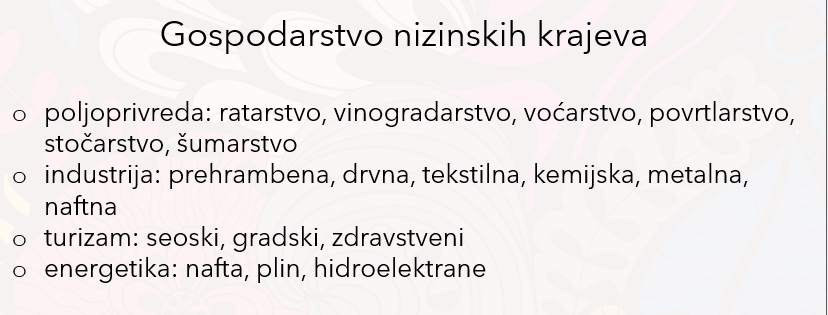 Gospodarstvo nizinskih krajeva
o poljoprivreda: ratarstvo, vinogradarstvo, voćarstvo, povrtlarstvo,
stočarstvo, šumarstvo
o industrija: prehrambena, drvna, tekstilna, kemijska, metalna,
naftna
o turizam: seoski, gradski, zdravstveni
o energetika: nafta, plin, hidroelektrane